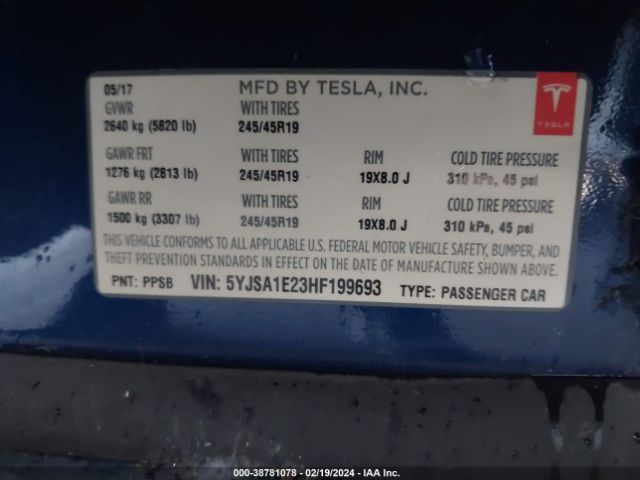 05/17 MFD BY TESLA, INC.
GVWR WITH TIRES
2640 kg (5820 lb) 245/45R19
TESLA
GAWR FRT WITH TIRES RIM COLD TIRE PRESSURE
1276 kg (2813 lb) 245/45R19 19X8.0 J 310 kPa, 45 psi
GAWR RR WITH TIRES RIM COLD TIRE PRESSURE
1500 kg (3307 lb) 245/45R19 19X8.0 J 310 kPa, 45 psi
THIS VEHICLE CONFORMS TO ALL APPLICABLE U.S. FEDERAL MOTOR VEHICLE SAFETY, BUMPER, AND
THEFT PREVENTION STANDARDS IN EFFECT ON THE DATE OF MANUFACTURE SHOWN ABOVE.
PNT: PPSB VIN: 5YJSA1E23HF199693 TYPE: PASSENGER CAR
000-38781078 - 02/19/2024 - IAA Inc.